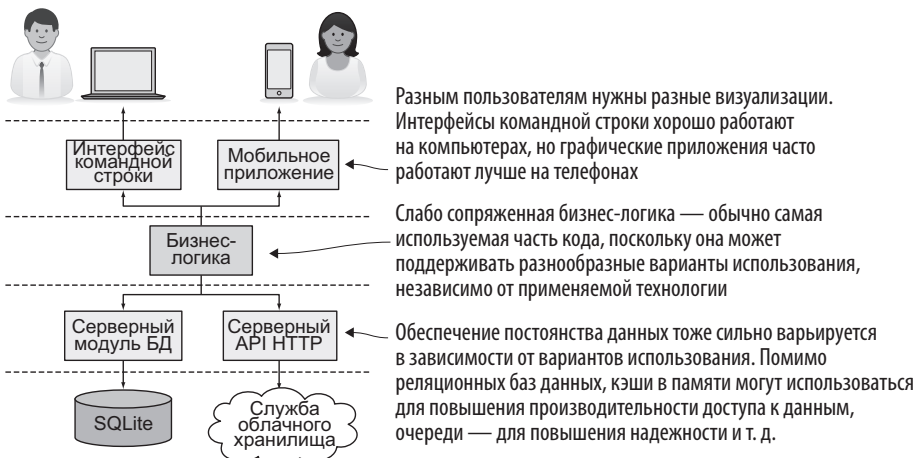 Разным пользователям нужны разные визуализации.
Интерфейсы командной строки хорошо работают
на компьютерах, но графические приложения часто
работают лучше на телефонах
Интерфейс
командной
строки
Мобильное
приложение
Слабо сопряженная бизнес-логика — обычно самая
используемая часть кода, поскольку она может
поддерживать разнообразные варианты использования,
независимо от применяемой технологии
Бизнес-
логика
Серверный
модуль БД
Серверный
API HTTP
Обеспечение постоянства данных тоже сильно варьируется
в зависимости от вариантов использования. Помимо
реляционных баз данных, кэши в памяти могут использоваться
для повышения производительности доступа к данным,
очереди — для повышения надежности и т. д.
SQLite
Служба
облачного
хранилища